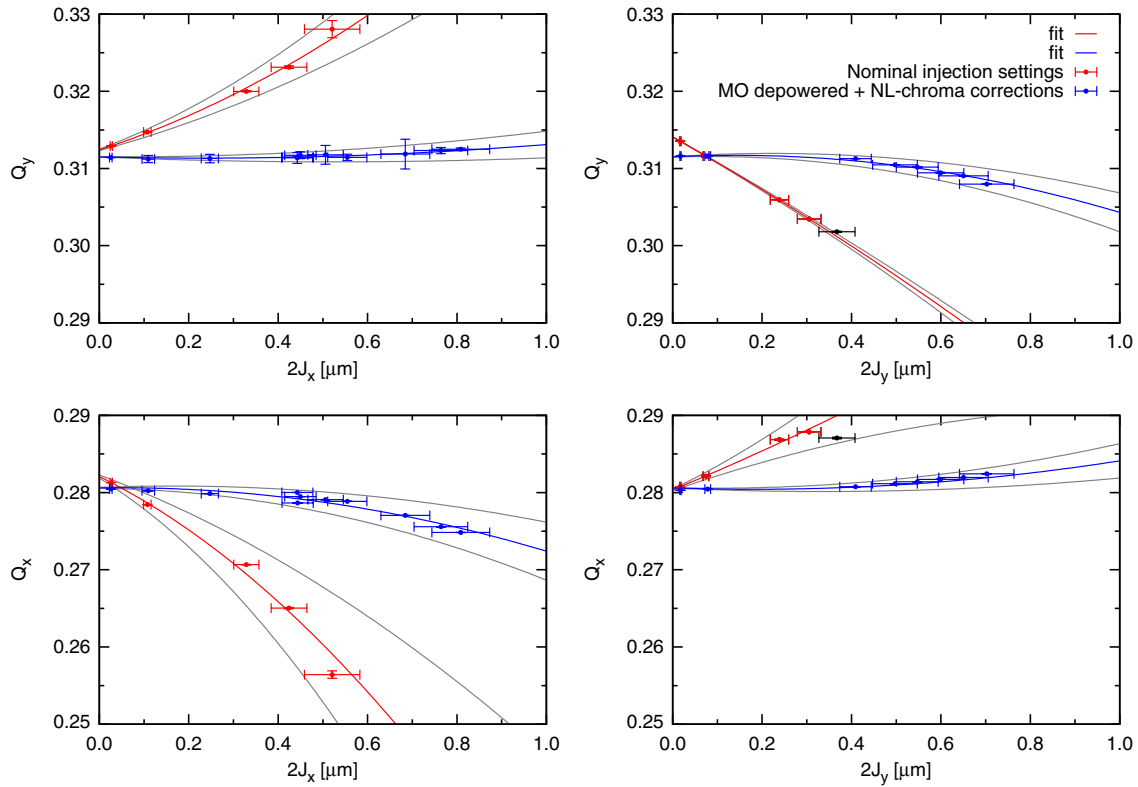 0.33
0.32
0.31
0.30
0.29
Q_y
0.0 0.2 0.4 0.6 0.8 1.0
2J_x [μm]
0.33
0.32
0.31
0.30
0.29
Q_y
fit
fit
Nominal injection settings
MO depowered + NL-chroma corrections
0.0 0.2 0.4 0.6 0.8 1.0
2J_y [μm]
0.29
0.28
0.27
0.26
0.25
Q_x
0.0 0.2 0.4 0.6 0.8 1.0
2J_x [μm]
0.29
0.28
0.27
0.26
0.25
Q_x
0.0 0.2 0.4 0.6 0.8 1.0
2J_y [μm]